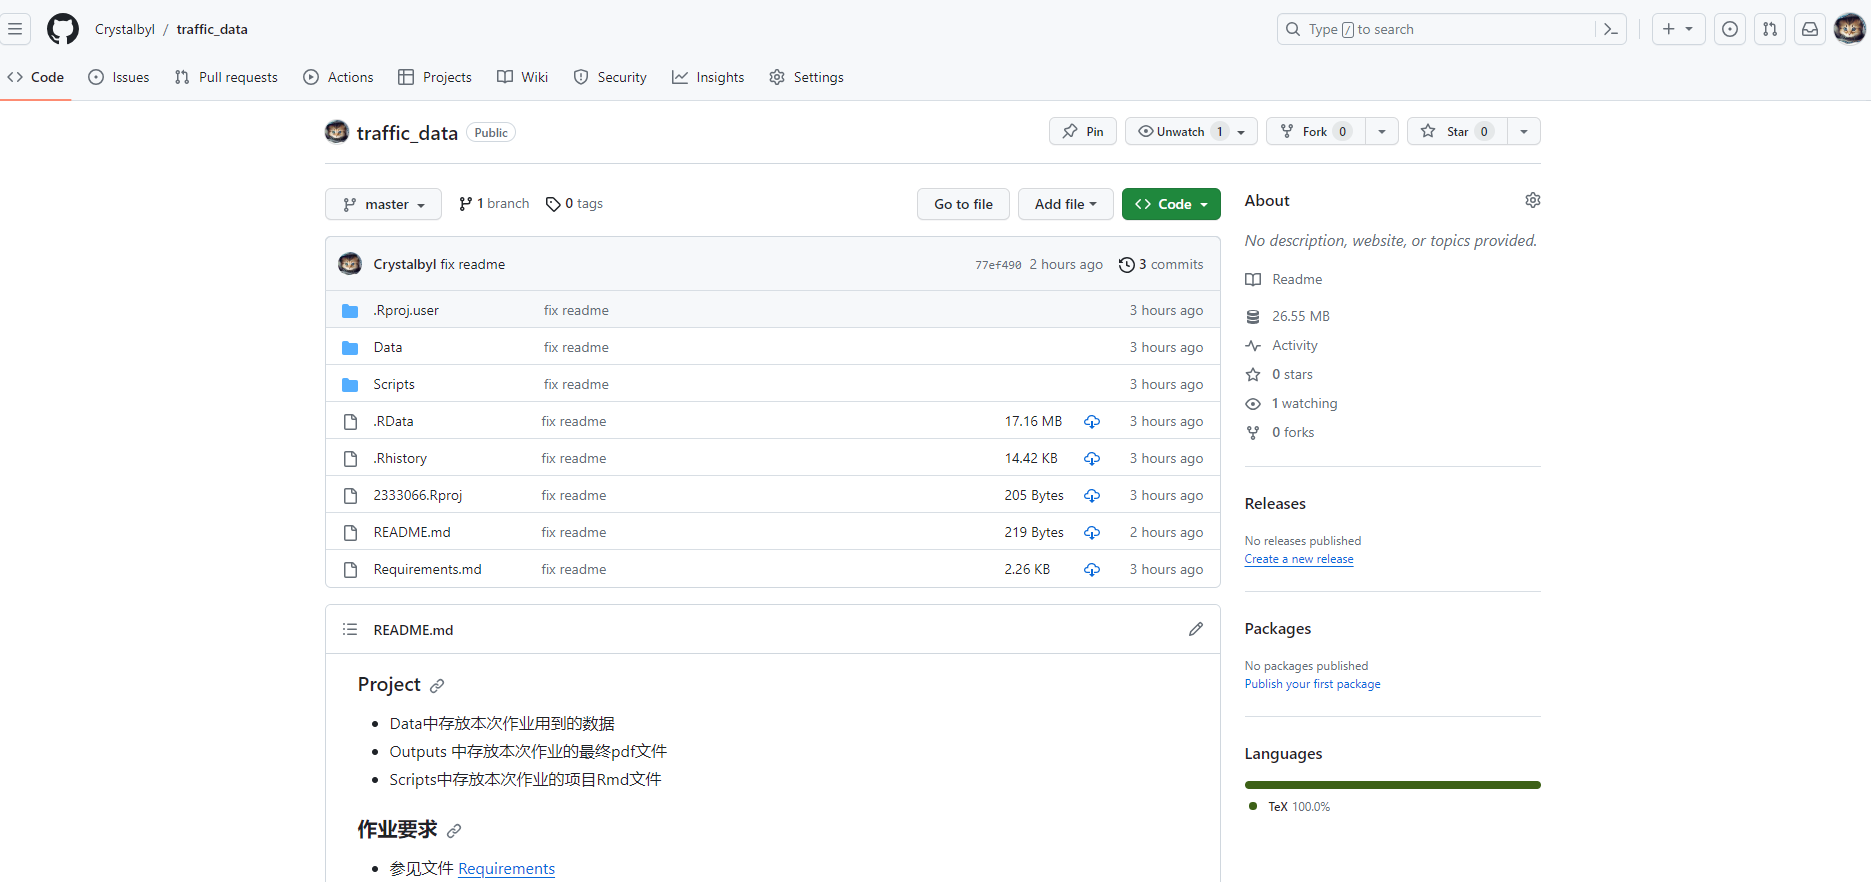 Crystalbyl / traffic_data
Type / to search
Code
Issues
Pull requests
Actions
Projects
Wiki
Security
Insights
Settings
traffic_data Public
Pin
Unwatch 1
Fork 0
Star 0
master
1 branch
0 tags
Go to file
Add file
Code
Crystalbyl fix readme 77ef490 2 hours ago 3 commits
.Rproj.user fix readme 3 hours ago
Data fix readme 3 hours ago
Scripts fix readme 3 hours ago
.RData fix readme 17.16 MB 3 hours ago
.Rhistory fix readme 14.42 KB 3 hours ago
2333066.Rproj fix readme 205 Bytes 3 hours ago
README.md fix readme 219 Bytes 2 hours ago
Requirements.md fix readme 2.26 KB 3 hours ago
README.md
Project
Data中存放本次作业用到的数据
Outputs 中存放本次作业的最终pdf文件
Scripts中存放本次作业的项目Rmd文件
作业要求
参见文件 Requirements
About
No description, website, or topics provided.
Readme
26.55 MB
Activity
0 stars
1 watching
0 forks
Releases
No releases published
Create a new release
Packages
No packages published
Publish your first package
Languages
TeX 100.0%